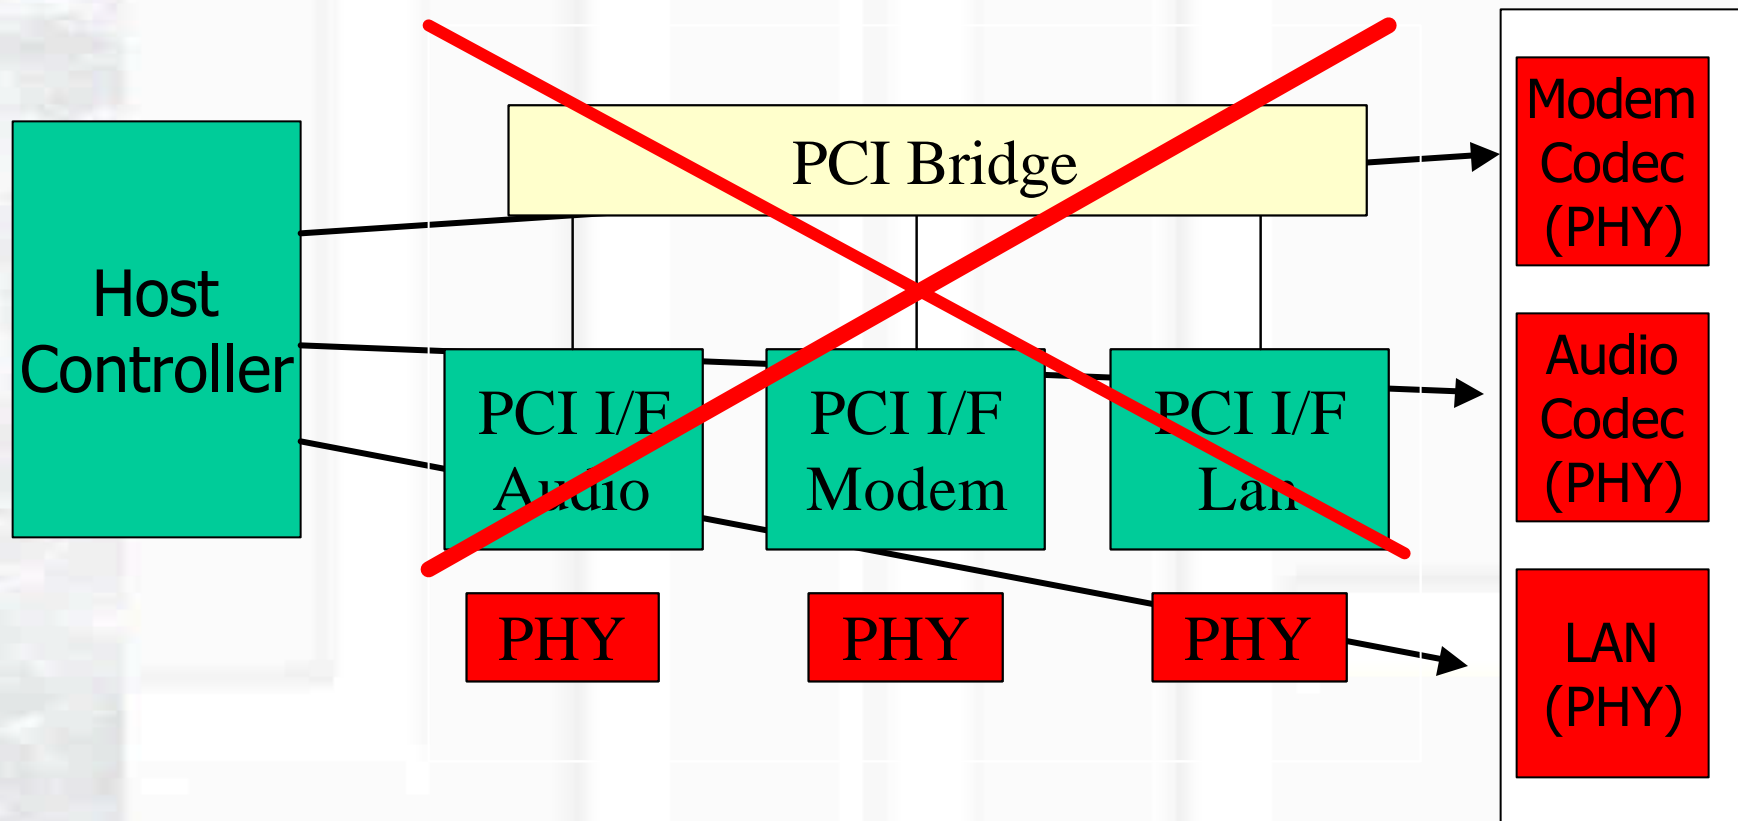 Host
Controller
PCI Bridge
PCI I/F
Audio
PCI I/F
Modem
PCI I/F
Lan
PHY
PHY
PHY
Modem
Codec
(PHY)
Audio
Codec
(PHY)
LAN
(PHY)